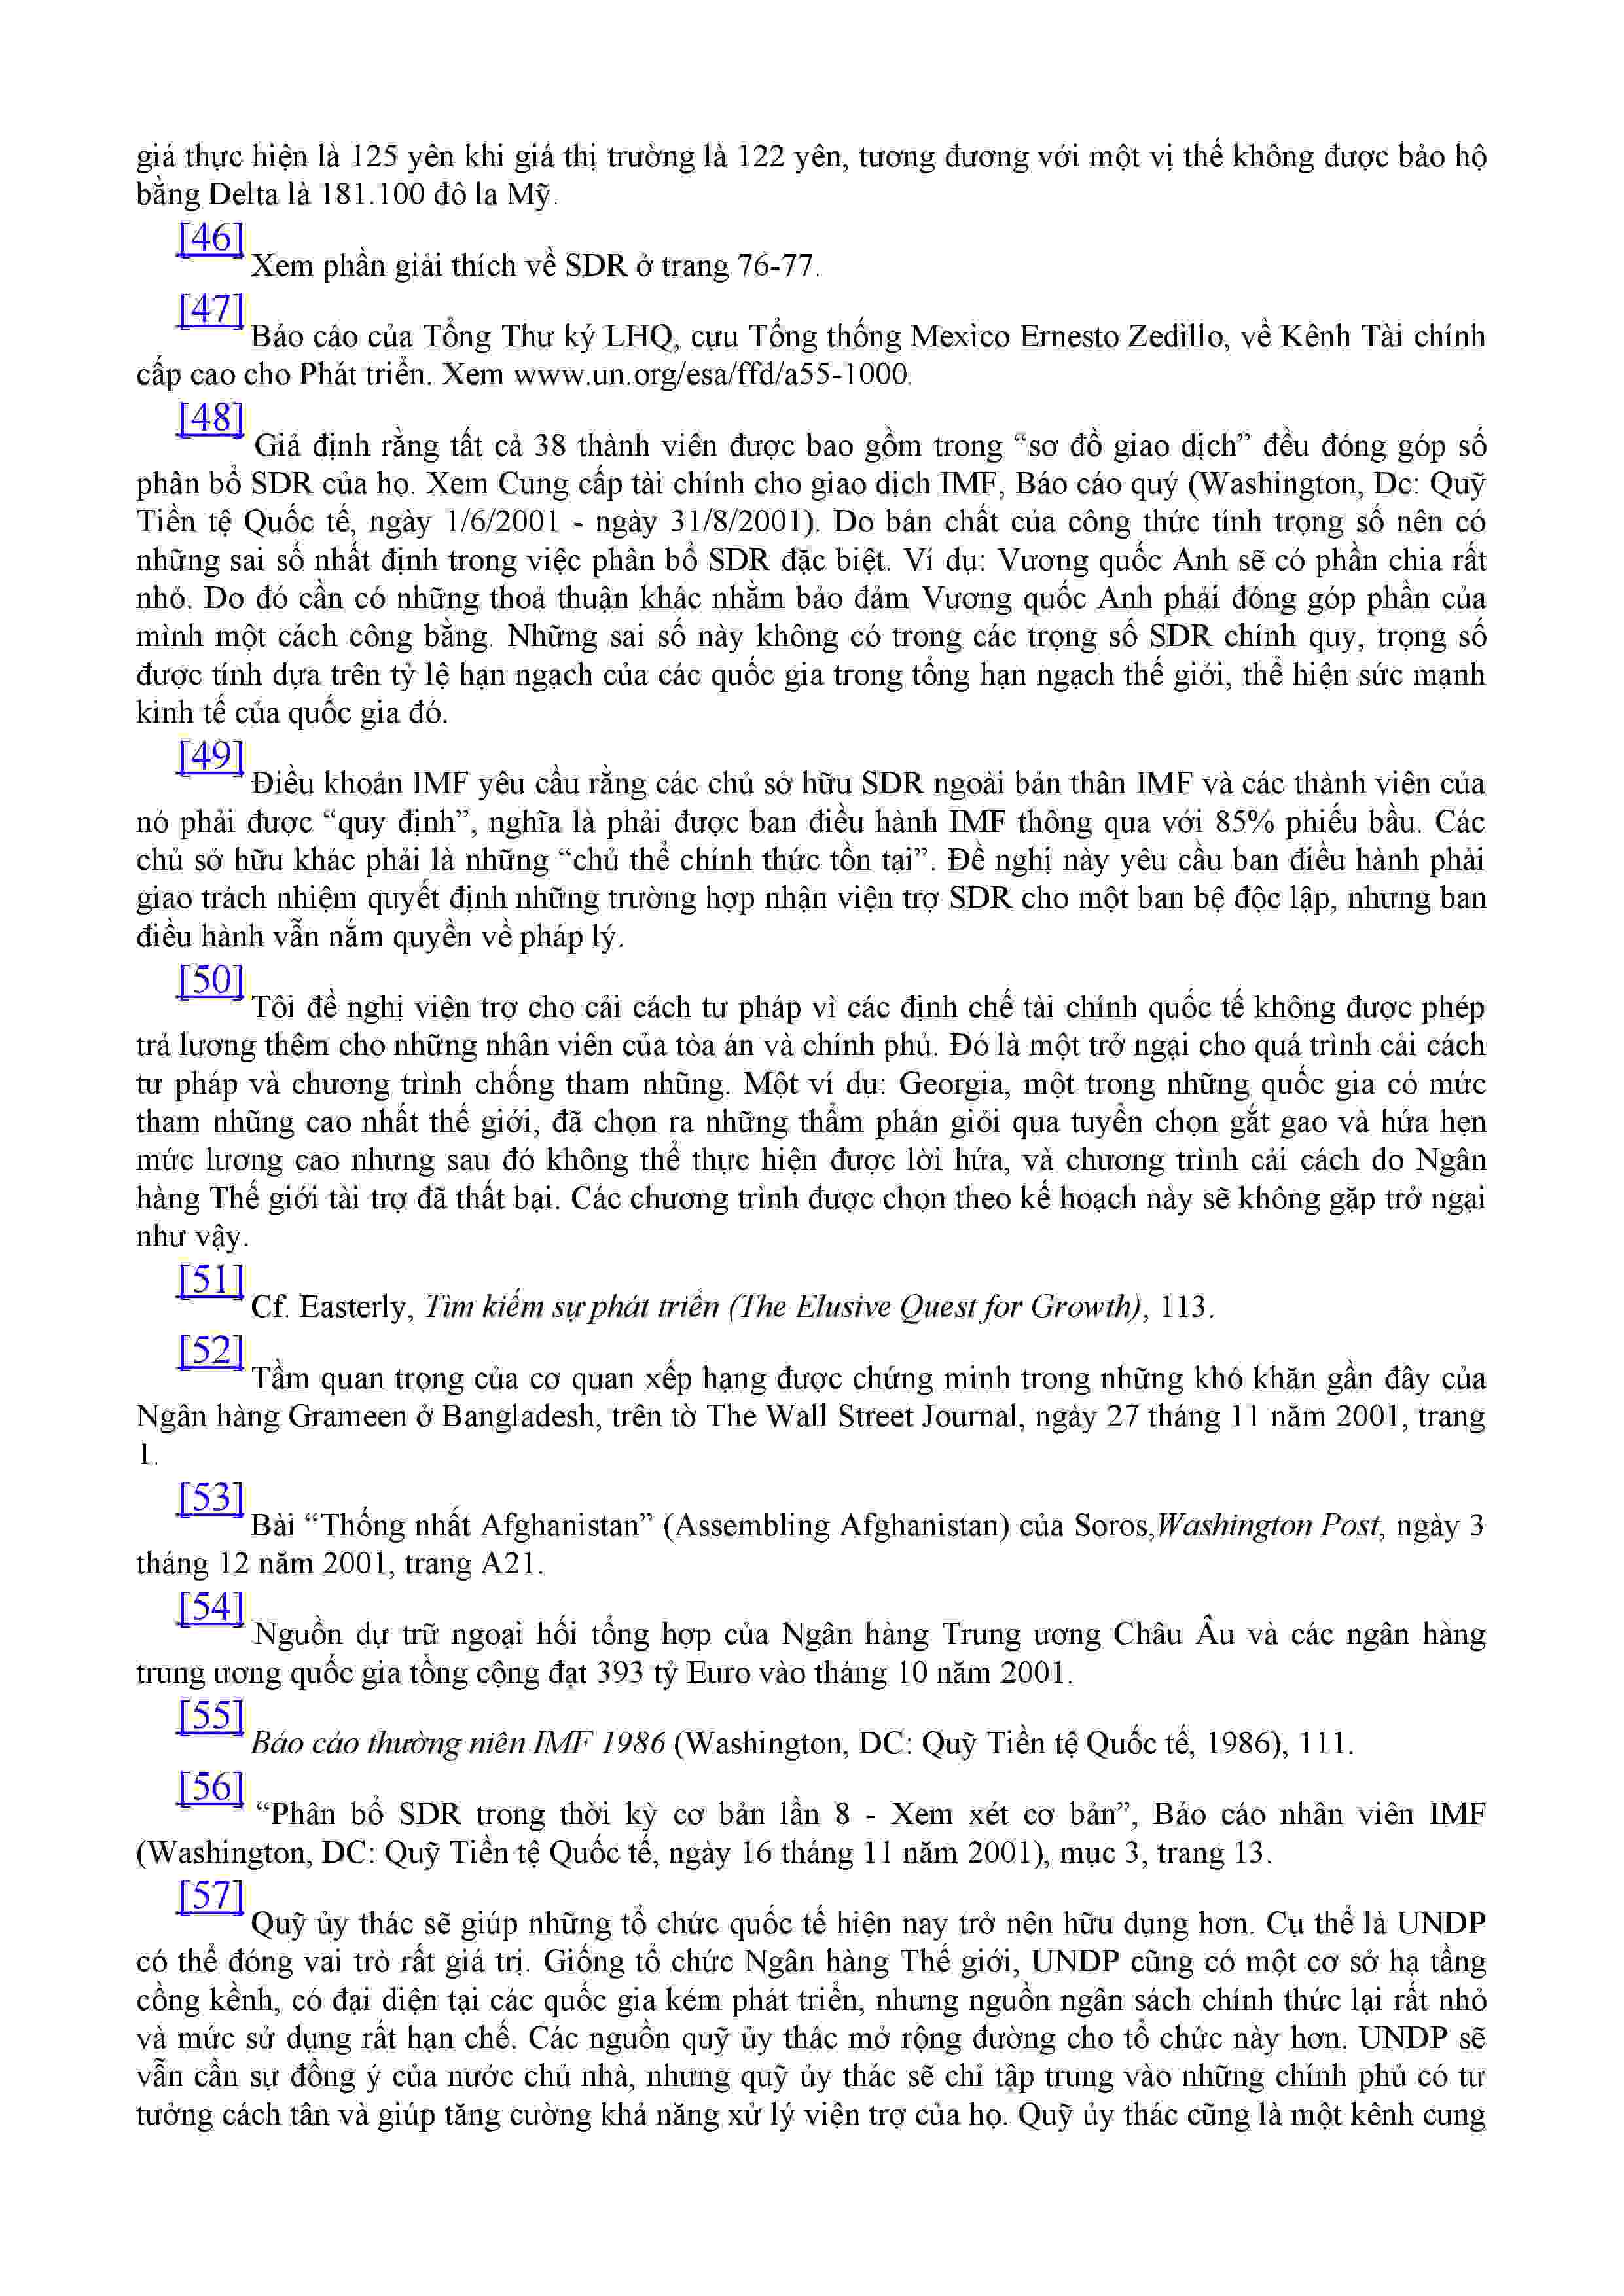 giá thực hiện là 125 yên khi giá thị trường là 122 yên, tương đương với một vị thế không được bảo hộ
bằng Delta là 181.100 đô la Mỹ.
[46]
Xem phần giải thích về SDR ở trang 76-77.
[47]
Báo cáo của Tổng Thư ký LHQ, cựu Tổng thống Mexico Ernesto Zedillo, về Kênh Tài chính
cấp cao cho Phát triển. Xem www.un.org/esa/ffd/a55-1000.
[48]
Giả định rằng tất cả 38 thành viên được bao gồm trong “sơ đồ giao dịch” đều đóng góp số
phân bổ SDR của họ. Xem Cung cấp tài chính cho giao dịch IMF, Báo cáo quý (Washington, Dc: Quỹ
Tiền tệ Quốc tế, ngày 1/6/2001 - ngày 31/8/2001). Do bản chất của công thức tính trọng số nên có
những sai số nhất định trong việc phân bổ SDR đặc biệt. Ví dụ: Vương quốc Anh sẽ có phần chia rất
nhỏ. Do đó cần có những thoả thuận khác nhằm bảo đảm Vương quốc Anh phải đóng góp phần của
mình một cách công bằng. Những sai số này không có trong các trọng số SDR chính quy, trọng số
được tính dựa trên tỷ lệ hạn ngạch của các quốc gia trong tổng hạn ngạch thế giới, thể hiện sức mạnh
kinh tế của quốc gia đó.
[49]
Điều khoản IMF yêu cầu rằng các chủ sở hữu SDR ngoài bản thân IMF và các thành viên của
nó phải được “quy định”, nghĩa là phải được ban điều hành IMF thông qua với 85% phiếu bầu. Các
chủ sở hữu khác phải là những “chủ thể chính thức tồn tại”. Đề nghị này yêu cầu ban điều hành phải
giao trách nhiệm quyết định những trường hợp nhận viện trợ SDR cho một ban bệ độc lập, nhưng ban
điều hành vẫn nắm quyền về pháp lý.
[50]
Tôi đề nghị viện trợ cho cải cách tư pháp vì các định chế tài chính quốc tế không được phép
trả lương thêm cho những nhân viên của tòa án và chính phủ. Đó là một trở ngại cho quá trình cải cách
tư pháp và chương trình chống tham nhũng. Một ví dụ: Georgia, một trong những quốc gia có mức
tham nhũng cao nhất thế giới, đã chọn ra những thẩm phán giỏi qua tuyển chọn gắt gao và hứa hẹn
mức lương cao nhưng sau đó không thể thực hiện được lời hứa, và chương trình cải cách do Ngân
hàng Thế giới tài trợ đã thất bại. Các chương trình được chọn theo kế hoạch này sẽ không gặp trở ngại
như vậy.
[51]
Cf. Easterly, Tìm kiếm sự phát triển (The Elusive Quest for Growth), 113.
[52]
Tầm quan trọng của cơ quan xếp hạng được chứng minh trong những khó khăn gần đây của
Ngân hàng Grameen ở Bangladesh, trên tờ The Wall Street Journal, ngày 27 tháng 11 năm 2001, trang
1.
[53]
Bài “Thống nhất Afghanistan” (Assembling Afghanistan) của Soros,Washington Post, ngày 3
tháng 12 năm 2001, trang A21.
[54]
Nguồn dự trữ ngoại hối tổng hợp của Ngân hàng Trung ương Châu Âu và các ngân hàng
trung ương quốc gia tổng cộng đạt 393 tỷ Euro vào tháng 10 năm 2001.
[55]
Báo cáo thường niên IMF 1986 (Washington, DC: Quỹ Tiền tệ Quốc tế, 1986), 111.
[56]
“Phân bổ SDR trong thời kỳ cơ bản lần 8 - Xem xét cơ bản”, Báo cáo nhân viên IMF
(Washington, DC: Quỹ Tiền tệ Quốc tế, ngày 16 tháng 11 năm 2001), mục 3, trang 13.
[57]
Quỹ ủy thác sẽ giúp những tổ chức quốc tế hiện nay trở nên hữu dụng hơn. Cụ thể là UNDP
có thể đóng vai trò rất giá trị. Giống tổ chức Ngân hàng Thế giới, UNDP cũng có một cơ sở hạ tầng
cồng kềnh, có đại diện tại các quốc gia kém phát triển, nhưng nguồn ngân sách chính thức lại rất nhỏ
và mức sử dụng rất hạn chế. Các nguồn quỹ ủy thác mở rộng đường cho tổ chức này hơn. UNDP sẽ
vẫn cần sự đồng ý của nước chủ nhà, nhưng quỹ ủy thác sẽ chỉ tập trung vào những chính phủ có tư
tưởng cách tân và giúp tăng cường khả năng xử lý viện trợ của họ. Quỹ ủy thác cũng là một kênh cung